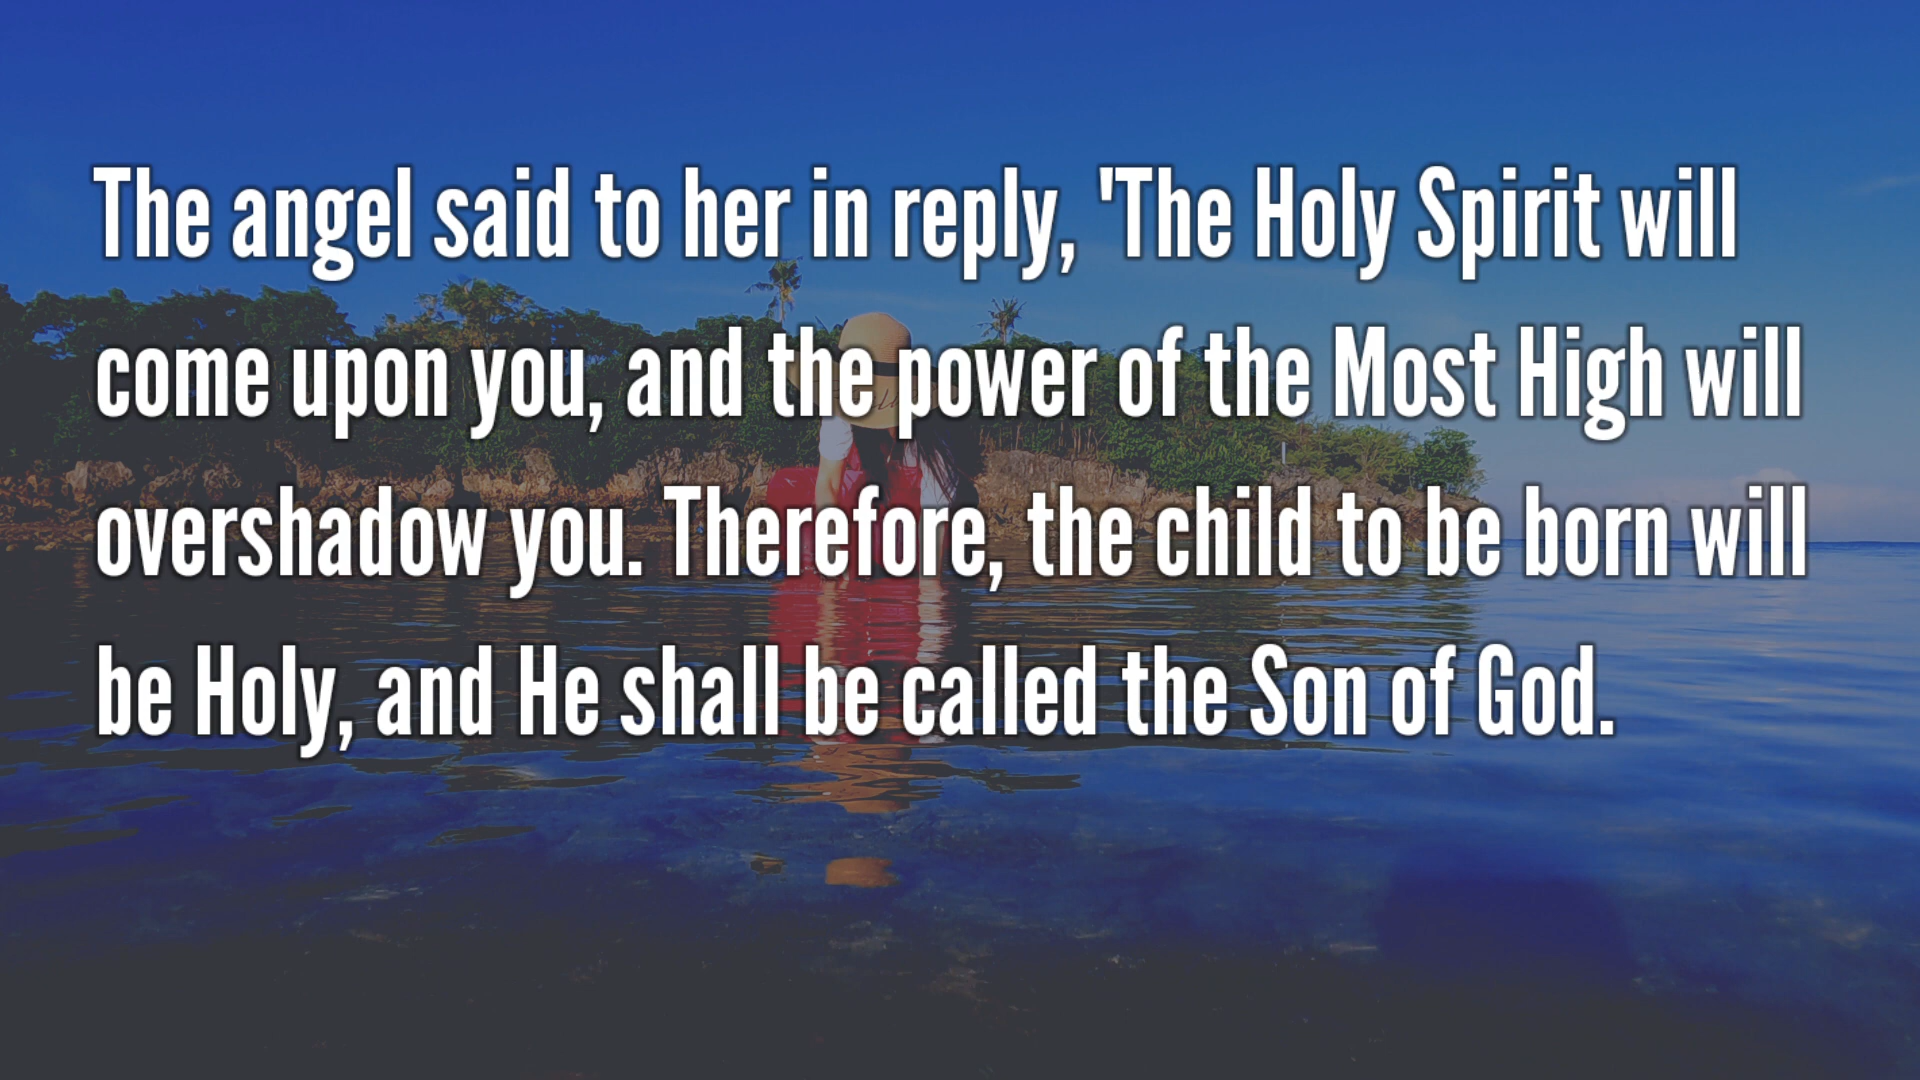 The angel said to her in reply, 'The Holy Spirit will
come upon you, and the power of the Most High will
overshadow you. Therefore, the child to be born will
be Holy, and He shall be called the Son of God.